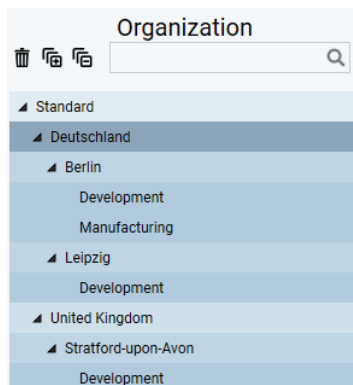 Organization
Standard
Deutschland
Berlin
Development
Manufacturing
Leipzig
Development
United Kingdom
Stratford-upon-Avon
Development